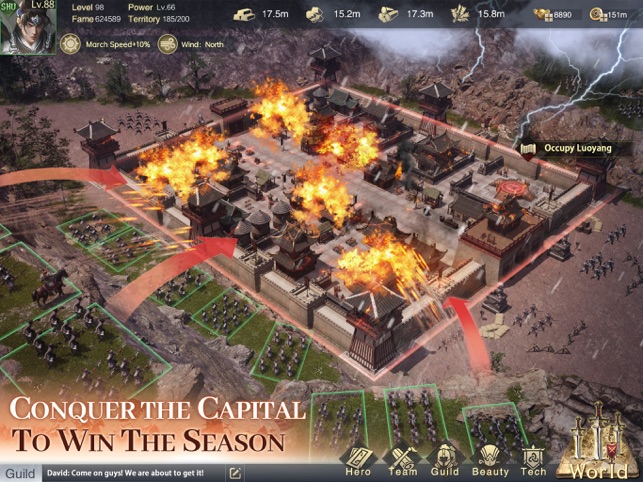 SHU
Lv.88
Level 98
Fame 624589
Power Lv.66
Territory 185/200
17.5m
15.2m
17.3m
15.8m
8890
151m
March Speed+10%
Wind: North
Occupy Luoyang
CONQUER THE CAPITAL
TO WIN THE SEASON
Guild
David: Come on guys! We are about to get it!
Hero
Team
Guild
Beauty
Tech
World